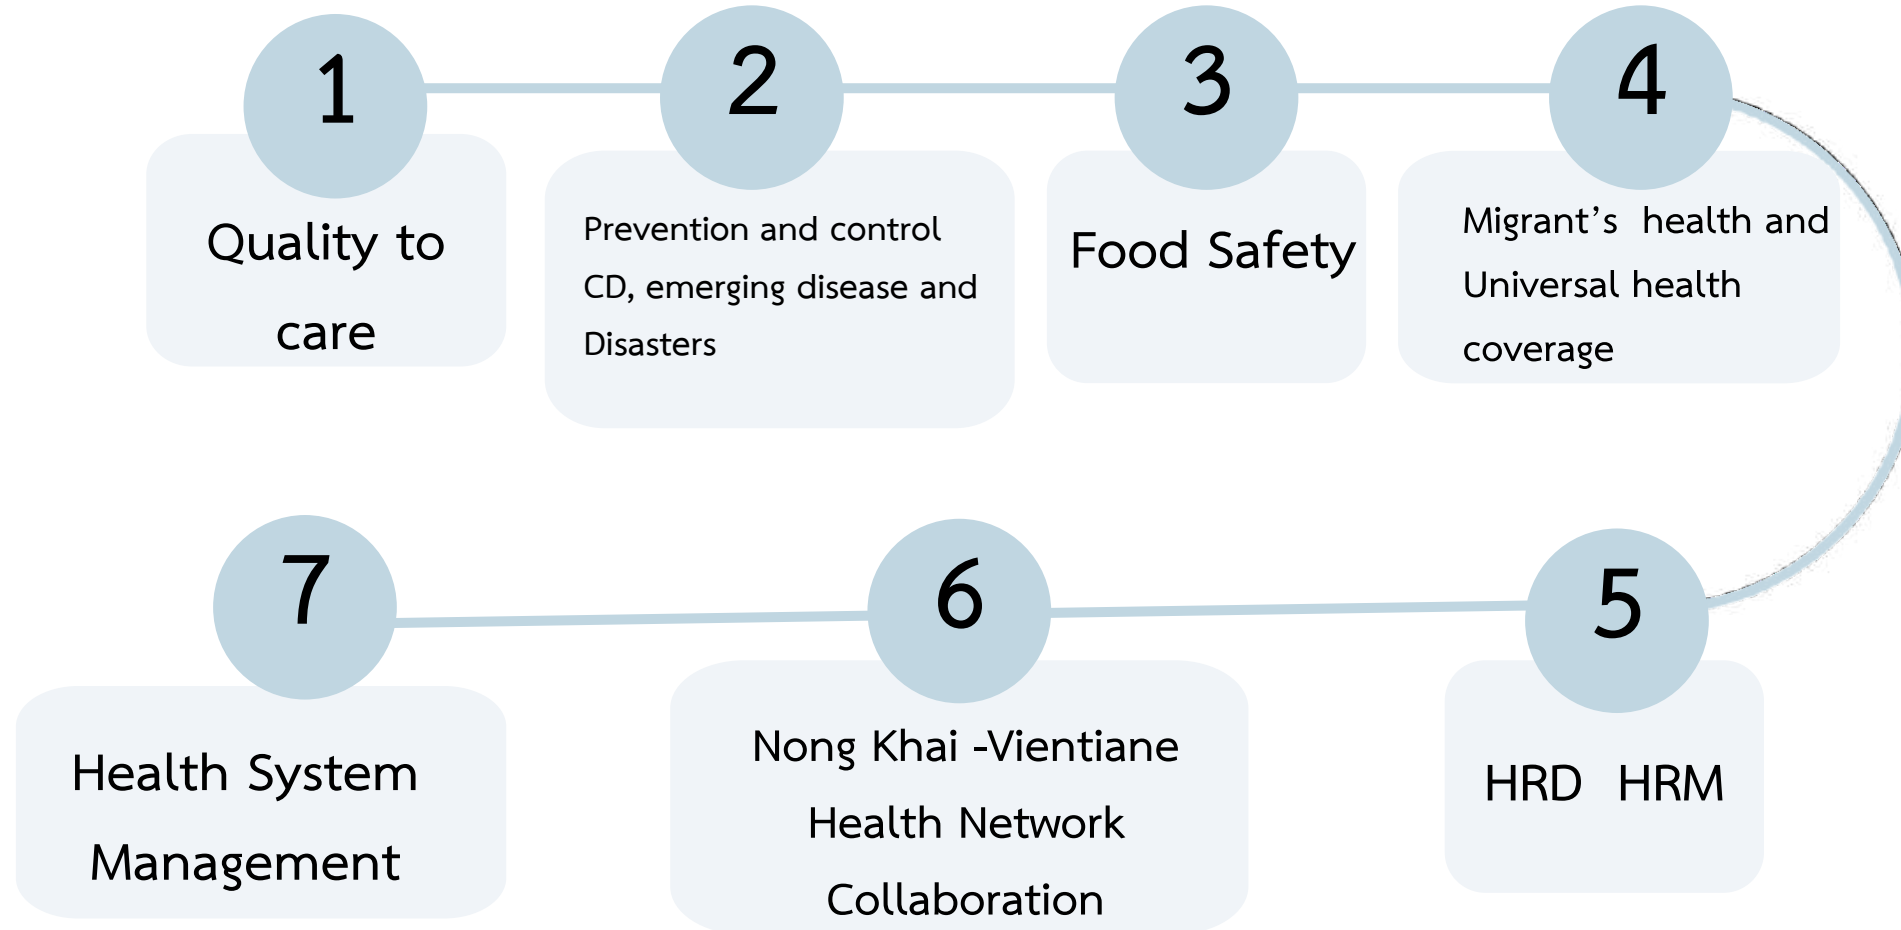 1
Quality to
care
2
Prevention and control
CD, emerging disease and
Disasters
3
Food Safety
4
Migrant’s  health and
Universal health
coverage
5
HRD  HRM
6
Nong Khai -Vientiane
Health Network
Collaboration
7
Health System
Management